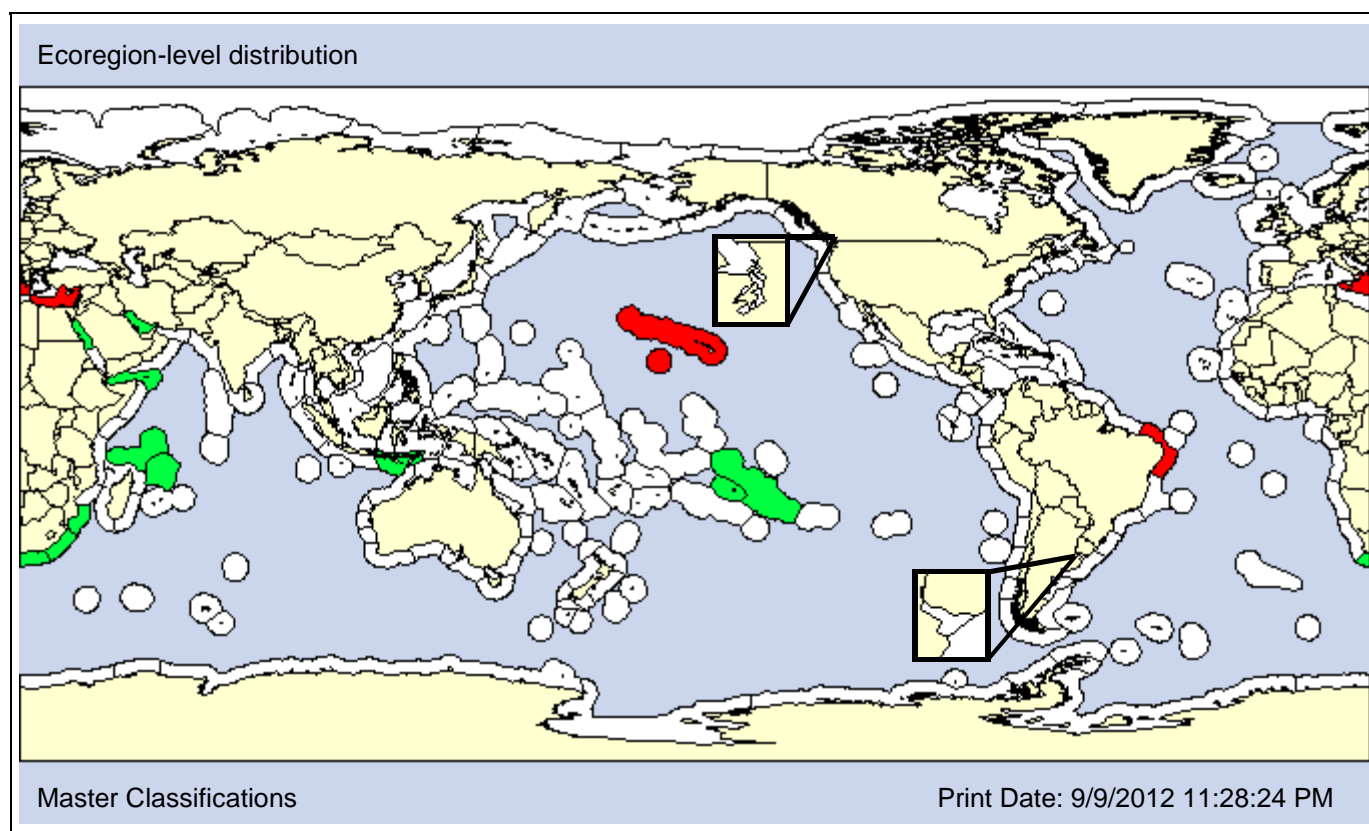 Ecoregion-level distribution
Master Classifications
Print Date: 9/9/2012 11:28:24 PM